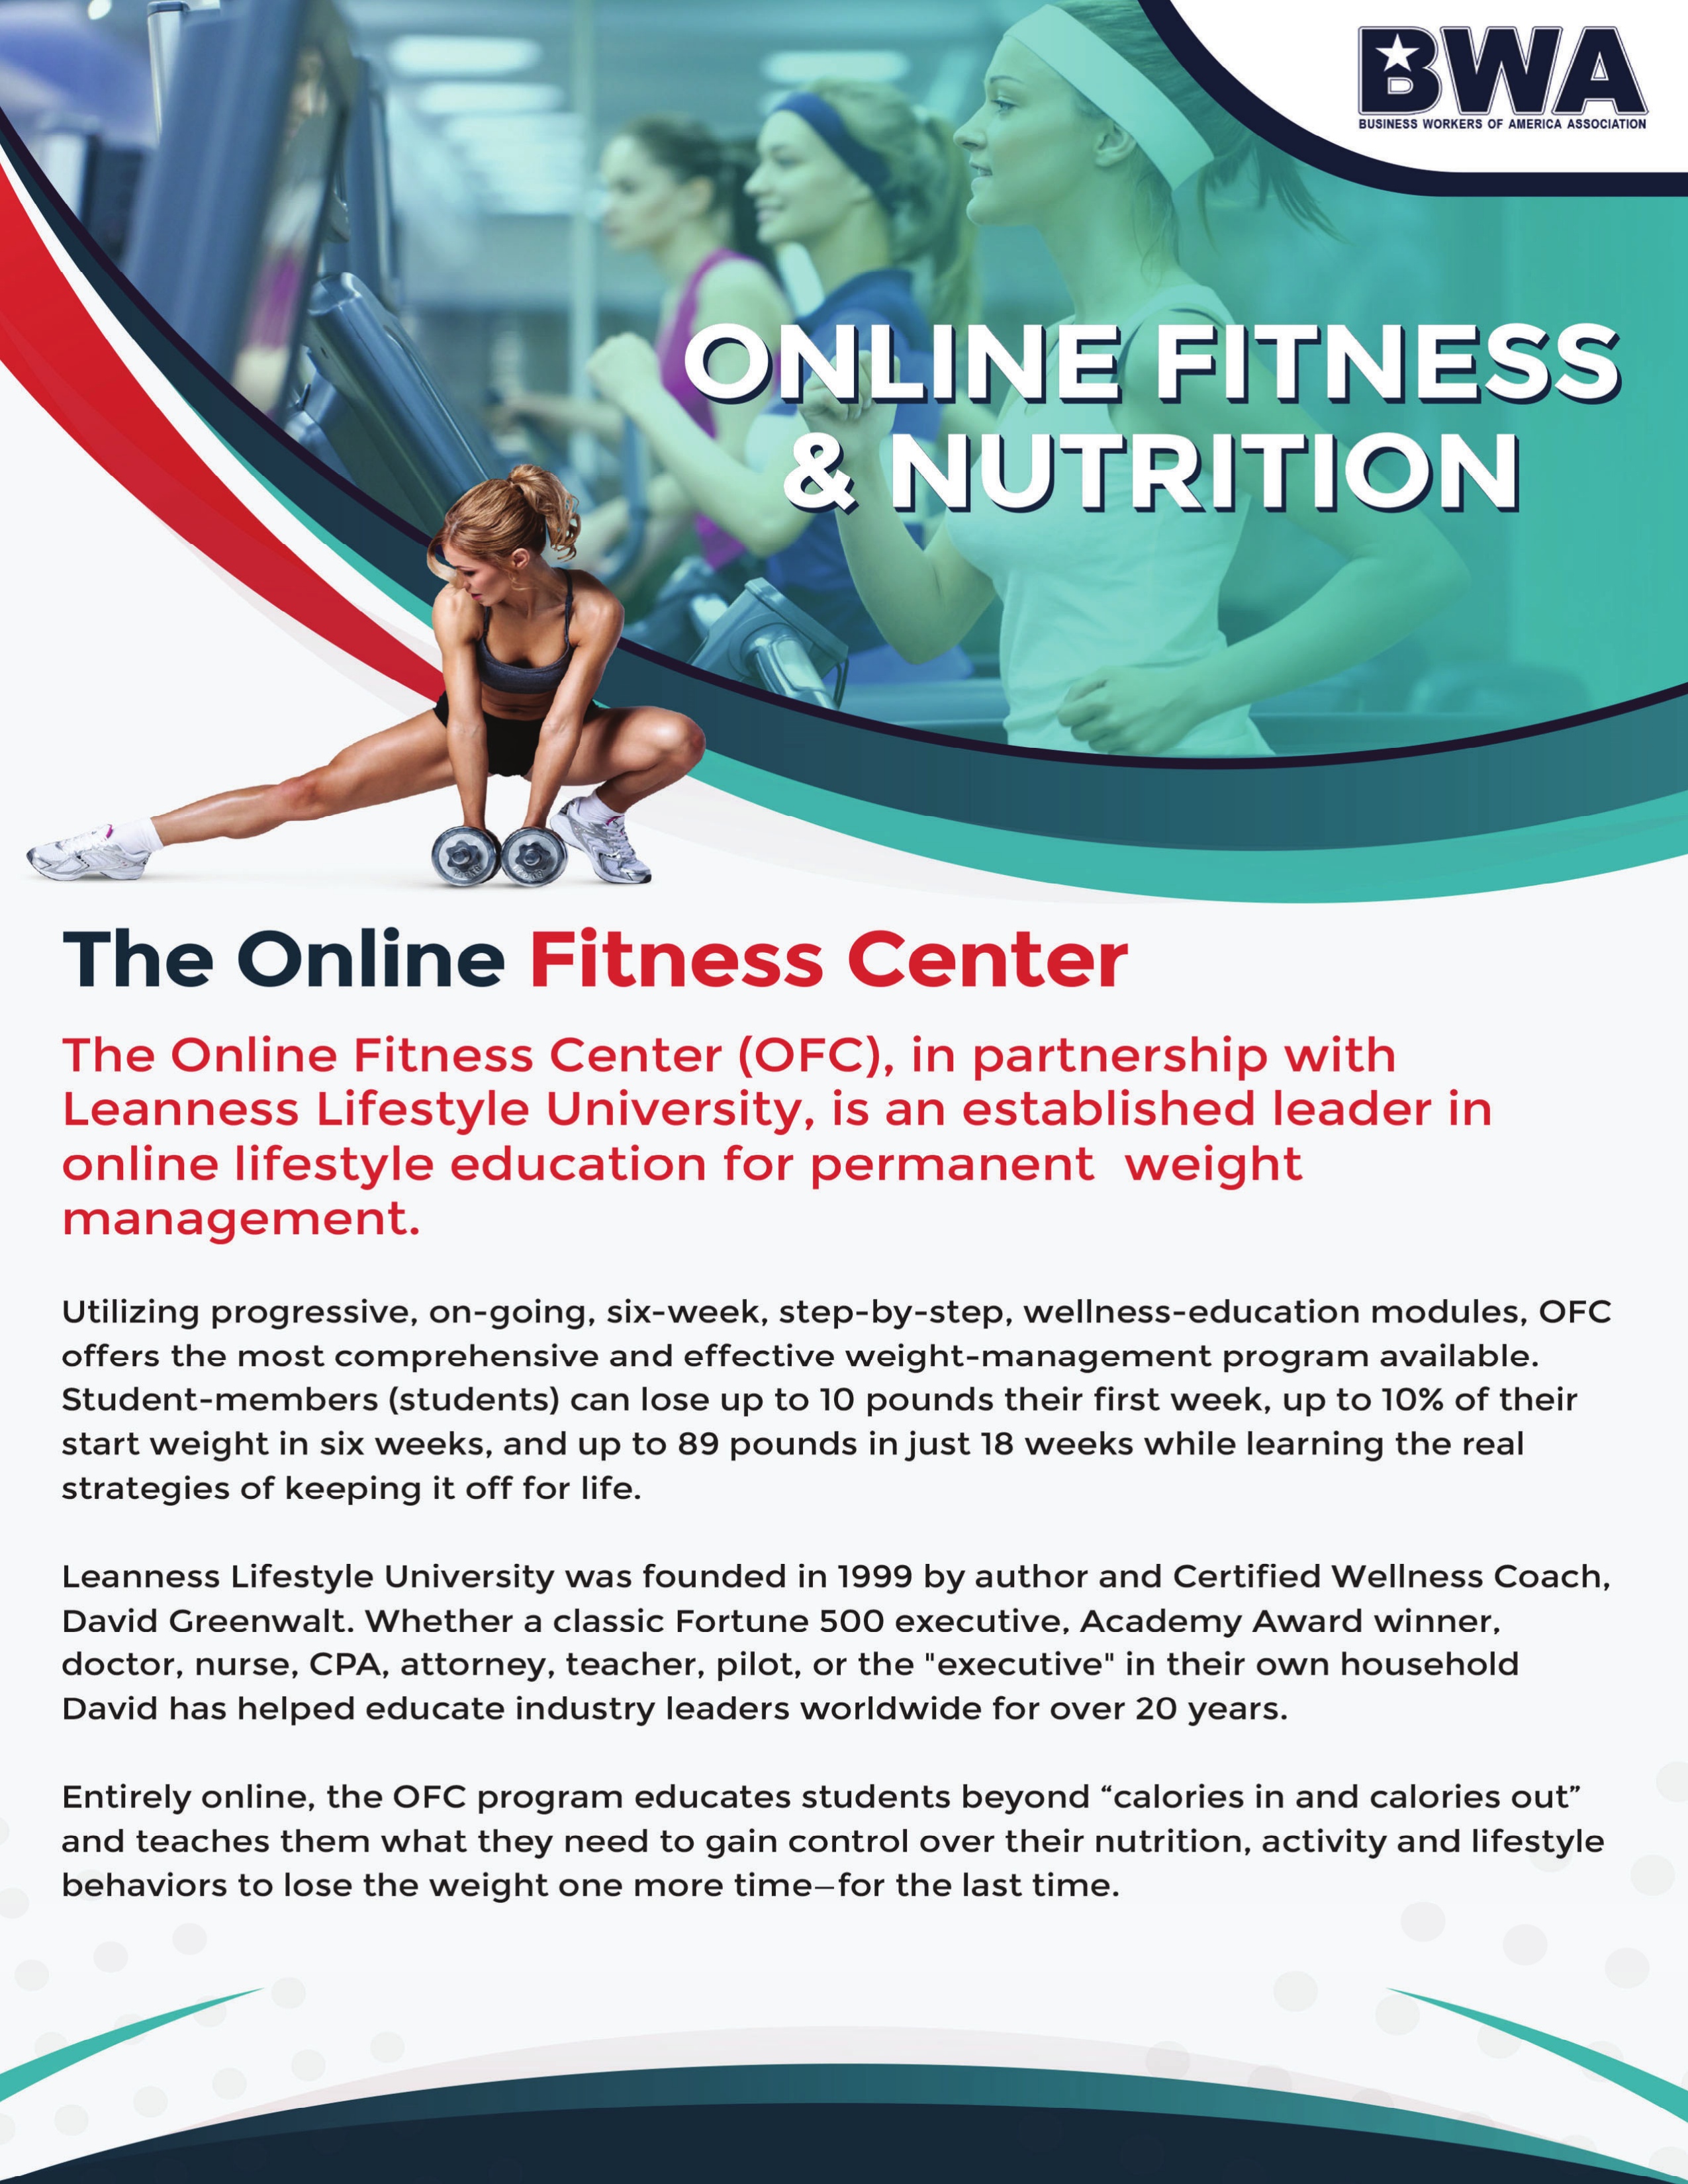 BWA
BUSINESS WORKERS OF AMERICA ASSOCIATION
ONLINE FITNESS
& NUTRITION
The Online Fitness Center
The Online Fitness Center (OFC), in partnership with
Leanness Lifestyle University, is an established leader in
online lifestyle education for permanent weight
management.
Utilizing progressive, on-going, six-week, step-by-step, wellness-education modules, OFC
offers the most comprehensive and effective weight-management program available.
Student-members (students) can lose up to 10 pounds their first week, up to 10% of their
start weight in six weeks, and up to 89 pounds in just 18 weeks while learning the real
strategies of keeping it off for life.
Leanness Lifestyle University was founded in 1999 by author and Certified Wellness Coach,
David Greenwalt. Whether a classic Fortune 500 executive, Academy Award winner,
doctor, nurse, CPA, attorney, teacher, pilot, or the "executive" in their own household
David has helped educate industry leaders worldwide for over 20 years.
Entirely online, the OFC program educates students beyond “calories in and calories out”
and teaches them what they need to gain control over their nutrition, activity and lifestyle
behaviors to lose the weight one more time—for the last time.